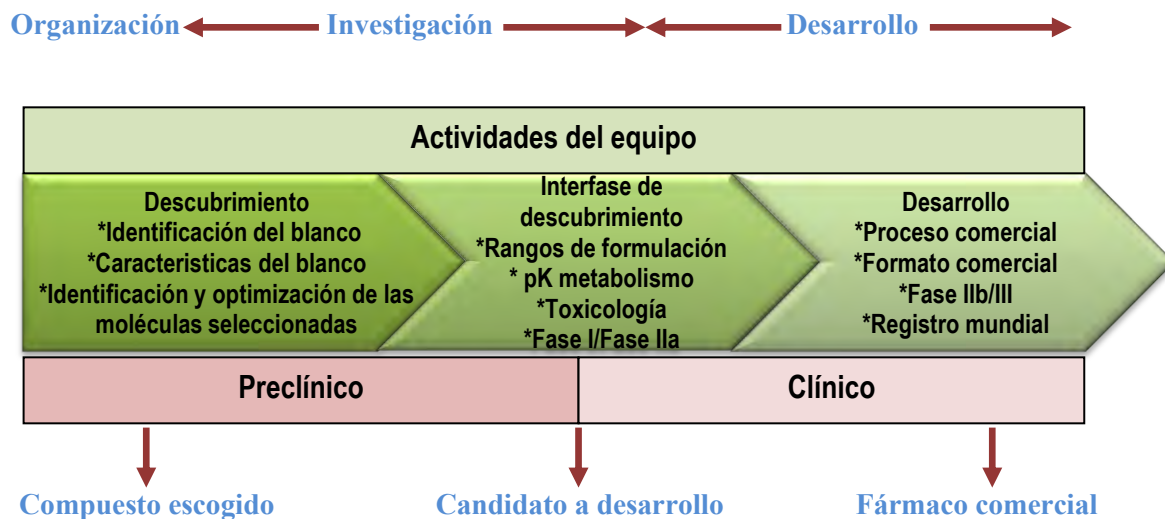 Organización Investigación Desarrollo
Actividades del equipo
Descubrimiento
*Identificación del blanco
*Caracteristicas del blanco
*Identificación y optimización de las
moléculas seleccionadas
Interfase de
descubrimiento
*Rangos de formulación
* pK metabolismo
*Toxicología
*Fase I/Fase IIa
Desarrollo
*Proceso comercial
*Formato comercial
*Fase IIb/III
*Registro mundial
Preclínico Clínico
Compuesto escogido Candidato a desarrollo Fármaco comercial